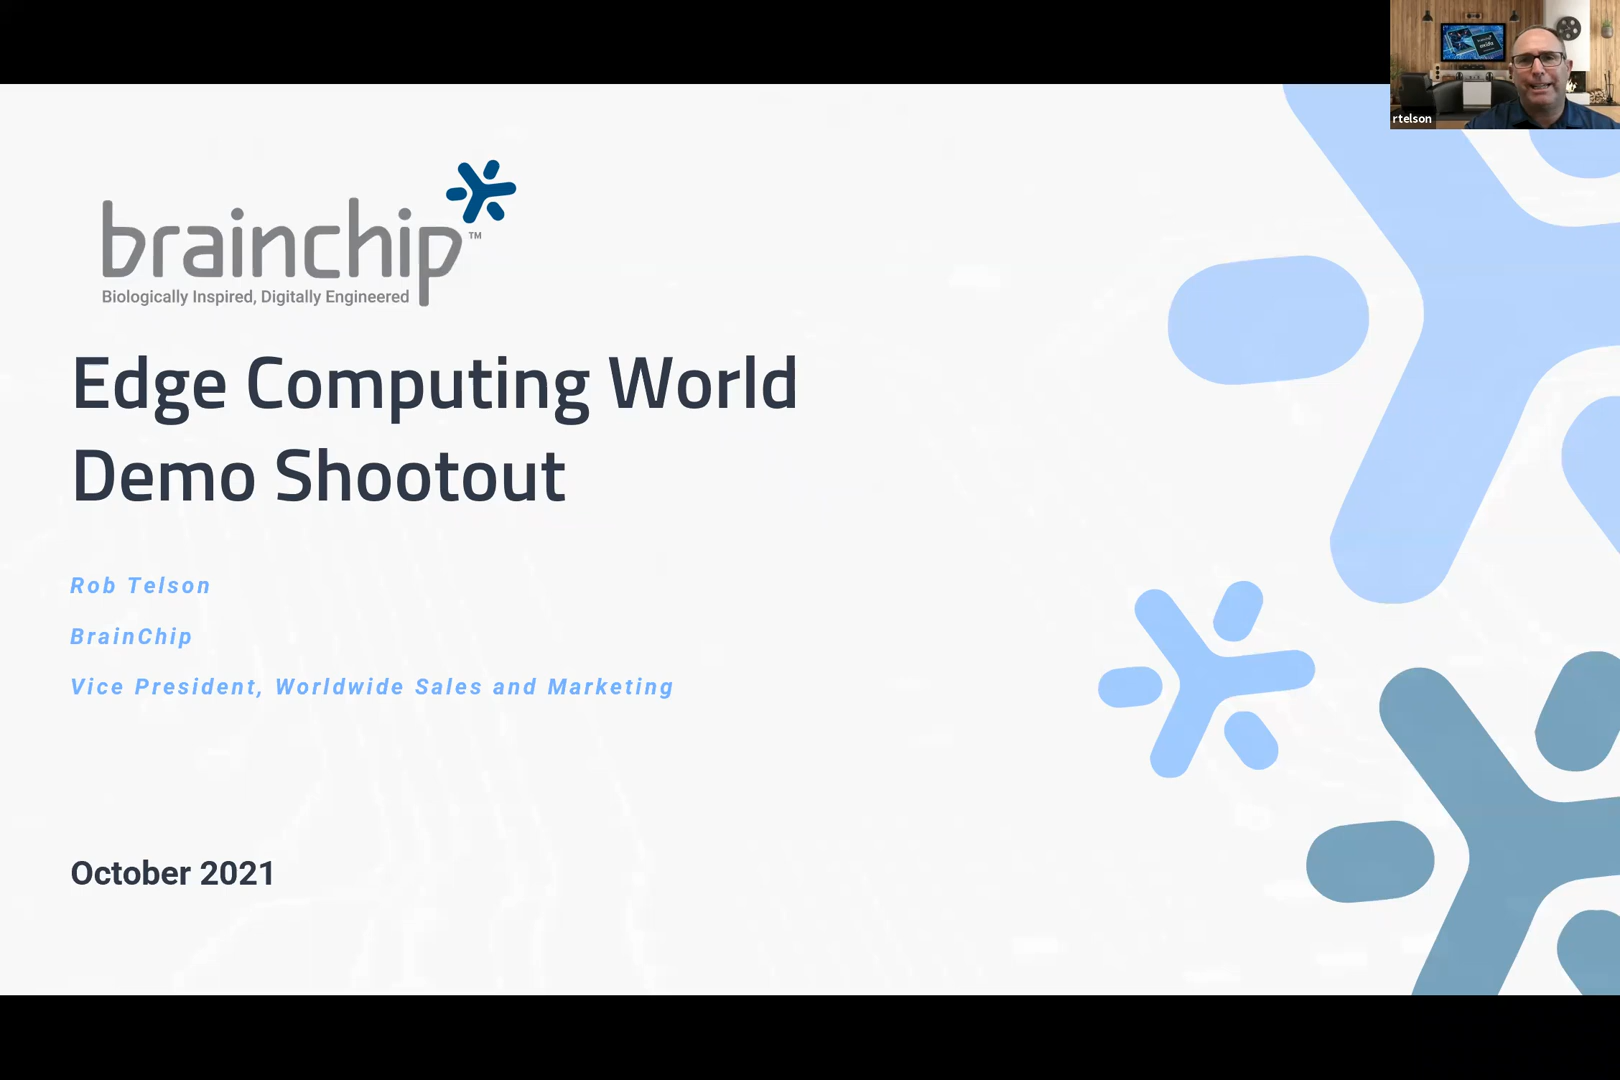 rtelson
brainchip™
Biologically Inspired, Digitally Engineered
Edge Computing World
Demo Shootout
Rob Telson
BrainChip
Vice President, Worldwide Sales and Marketing
October 2021